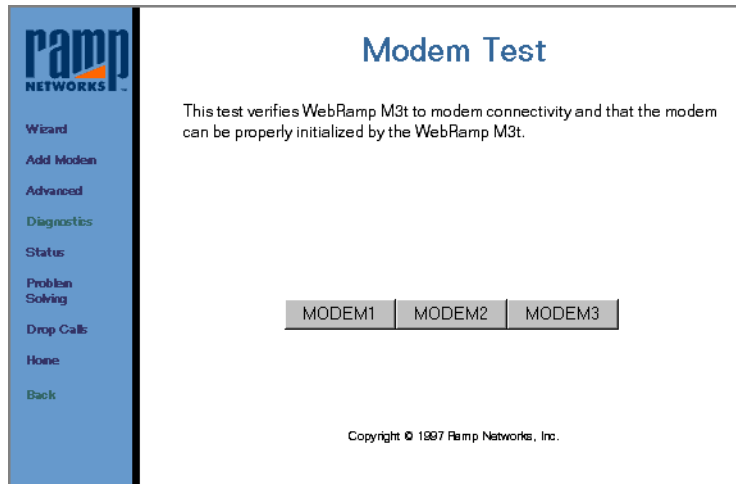 ramp
NETWORKS
Wizard
Add Modem
Advanced
Diagnostics
Status
Problem
Solving
Drop Calls
Home
Back
Modem Test
This test verifies WebRamp M3t to modem connectivity and that the modem
can be properly initialized by the WebRamp M3t.
MODEM1 MODEM2 MODEM3
Copyright © 1997 Ramp Networks, Inc.